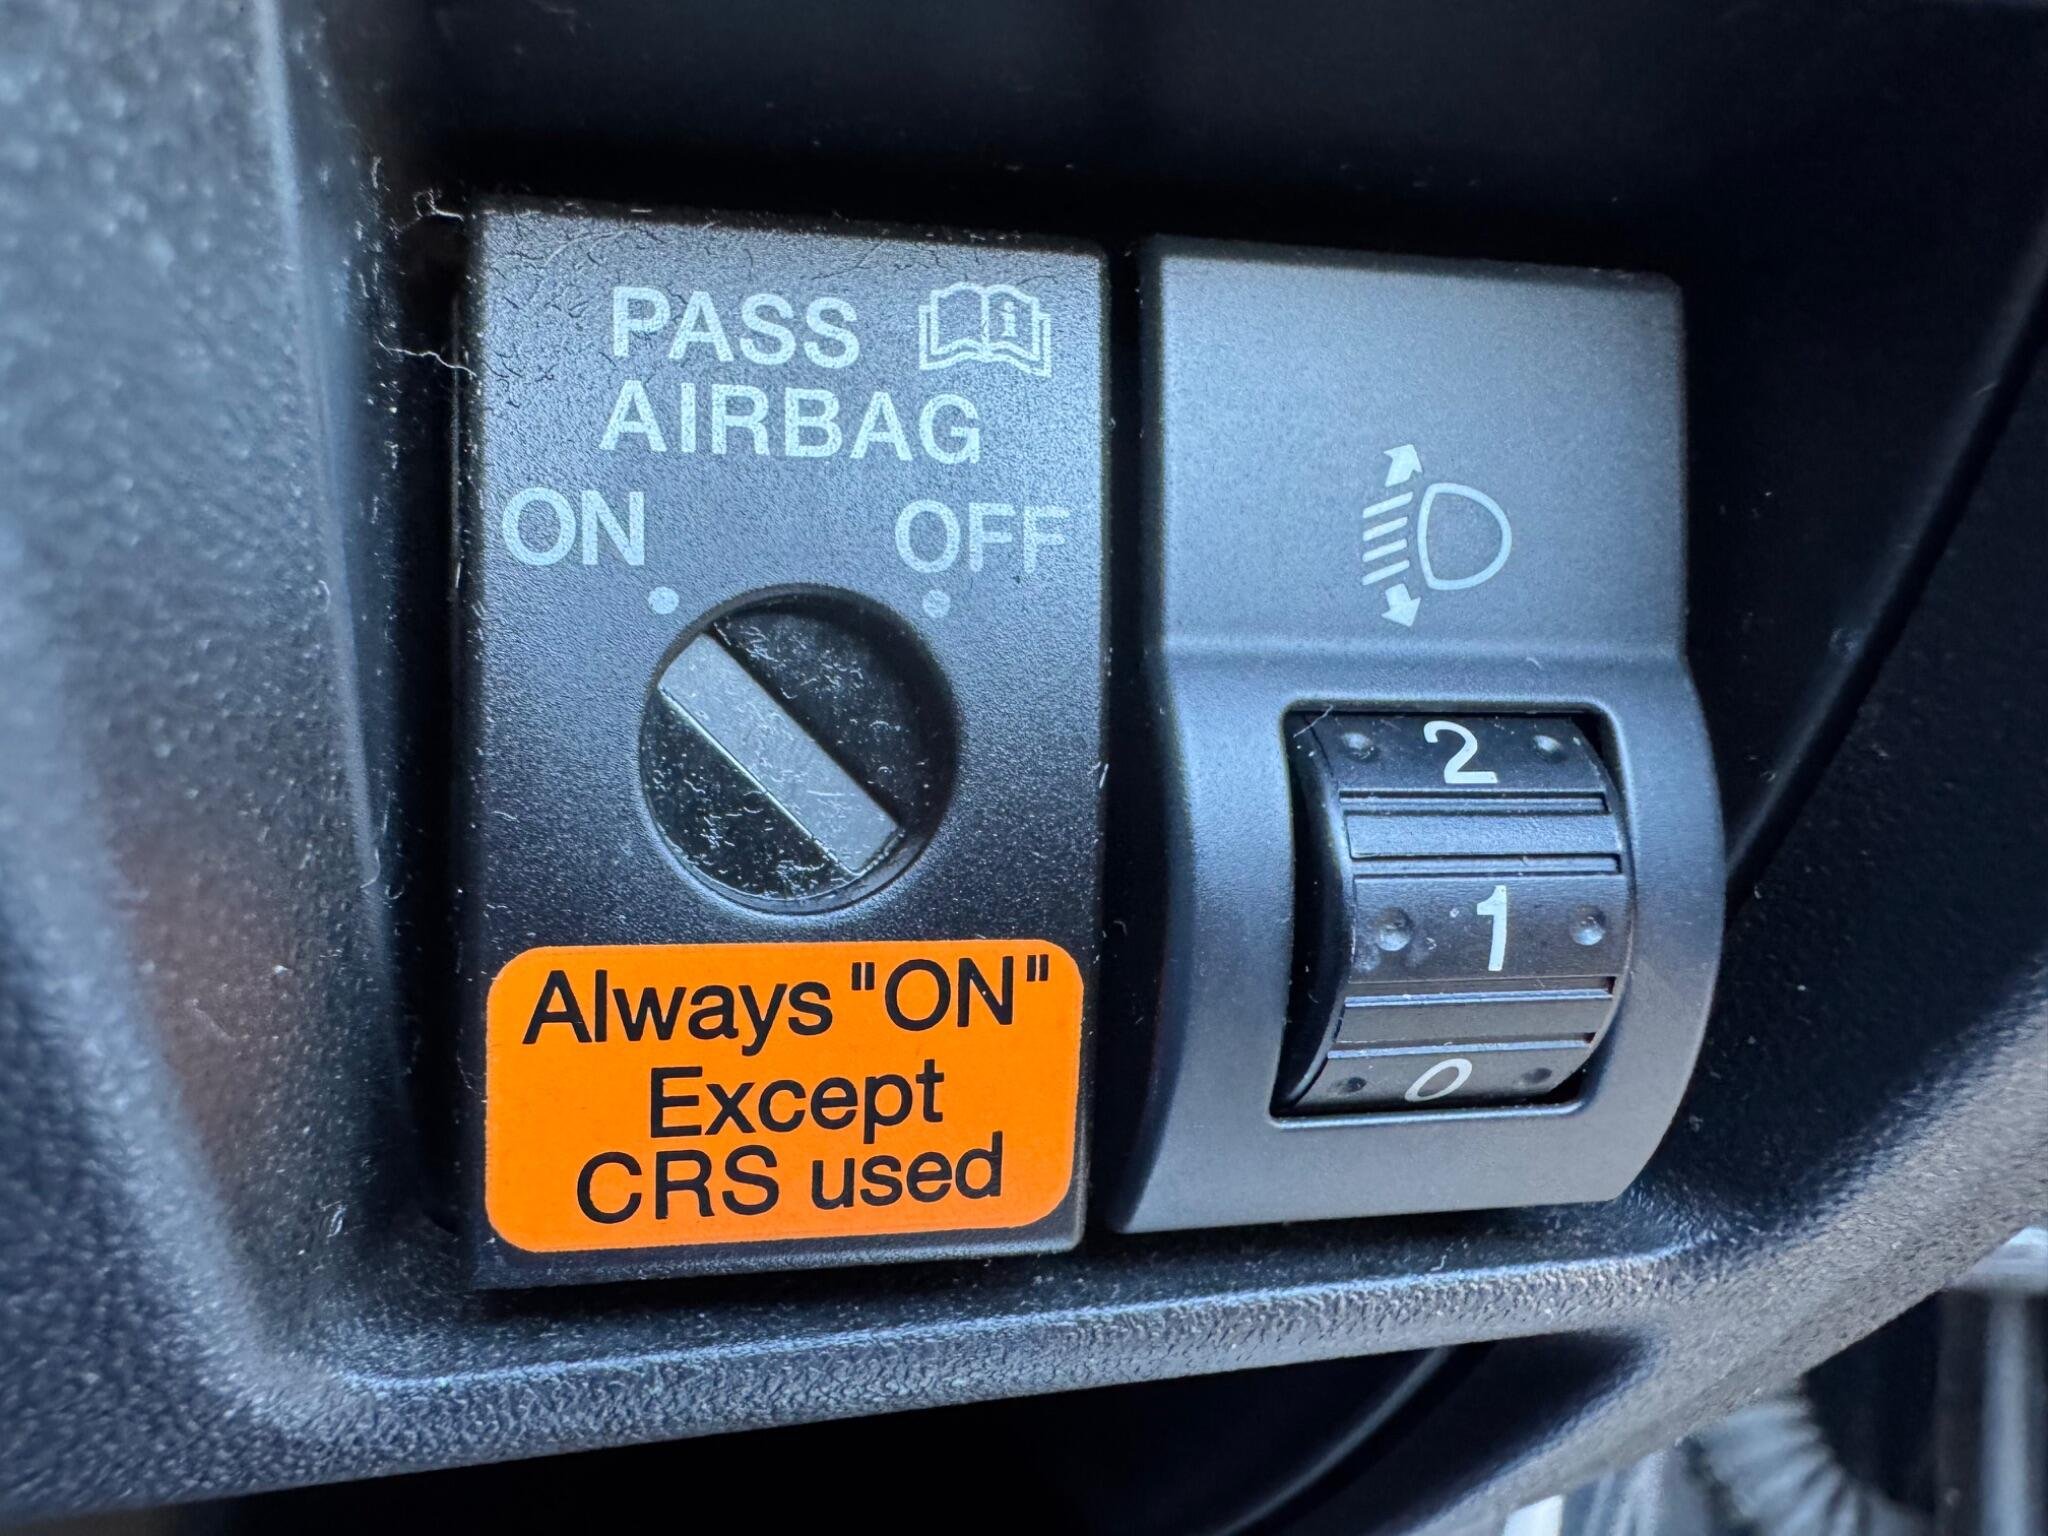 PASS
AIRBAG
ON OFF
Always "ON"
Except
CRS used
2
1
0